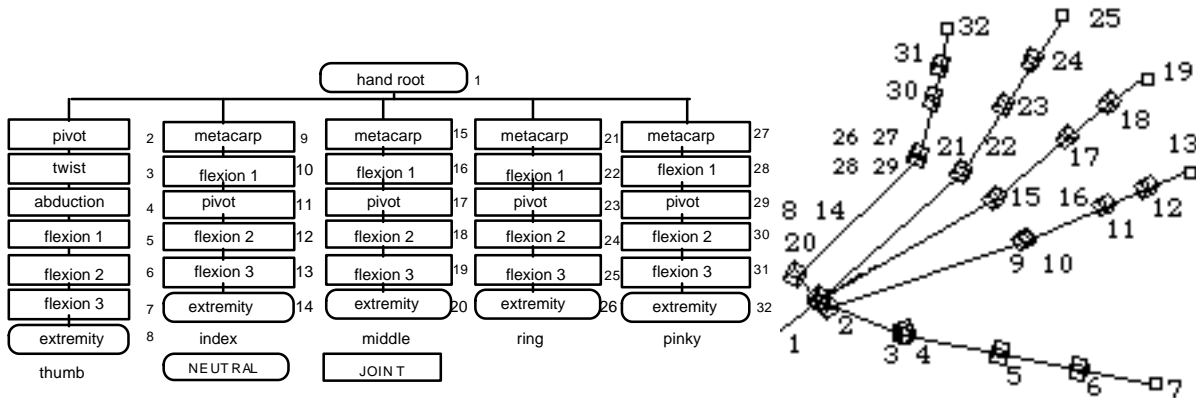 hand root 1
pivot 2 metacarp 9 metacarp 15 metacarp 21 metacarp 27
twist 3 flexion 1 10 flexion 1 16 flexion 1 22 flexion 1 28
abduction 4 pivot 11 pivot 17 pivot 23 pivot 29
flexion 1 5 flexion 2 12 flexion 2 18 flexion 2 24 flexion 2 30
flexion 2 6 flexion 3 13 flexion 3 19 flexion 3 25 flexion 3 31
flexion 3 7 extremity 14 extremity 20 extremity 26 extremity 32
extremity 8 index middle ring pinky
thumb NEUTRAL JOINT
25
32
31 24
19
30 23 18
26 27 21 22 17 13
28 29
8 14 15 16 12
11
20 9 10
2
1 3 4
5 6 7